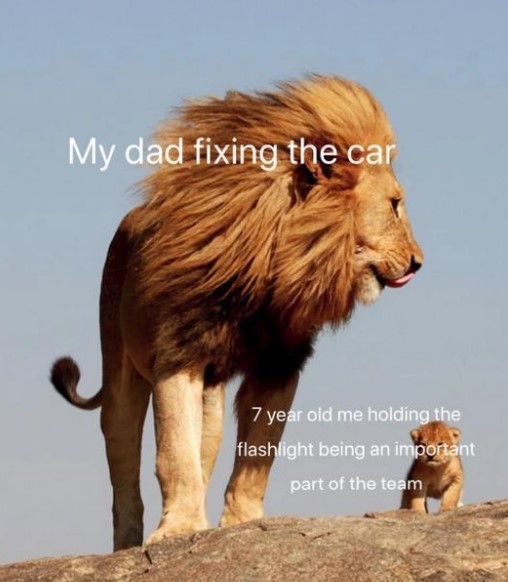 My dad fixing the car
7 year old me holding the
flashlight being an important
part of the team